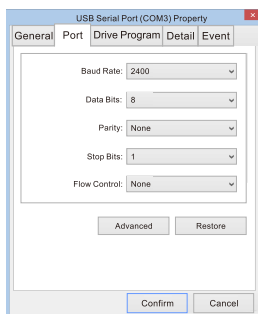 USB Serial Port (COM3) Property
General Port Drive Program Detail Event
Baud Rate: 2400
Data Bits: 8
Parity: None
Stop Bits: 1
Flow Control: None
Advanced Restore
Confirm Cancel